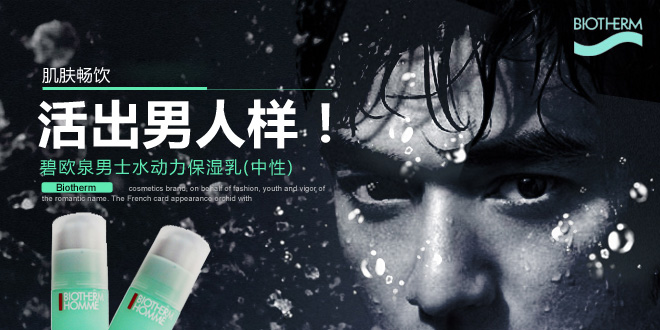 BIOTHERM
肌肤畅饮
活出男人样！
碧欧泉男士水动力保湿乳(中性)
Biotherm cosmetics brand, on behalf of fashion, youth and vigor, of
the romantic name. The French card appearance orchid with
BIOTHERM
HOMME
BIOTHERM
HOMME